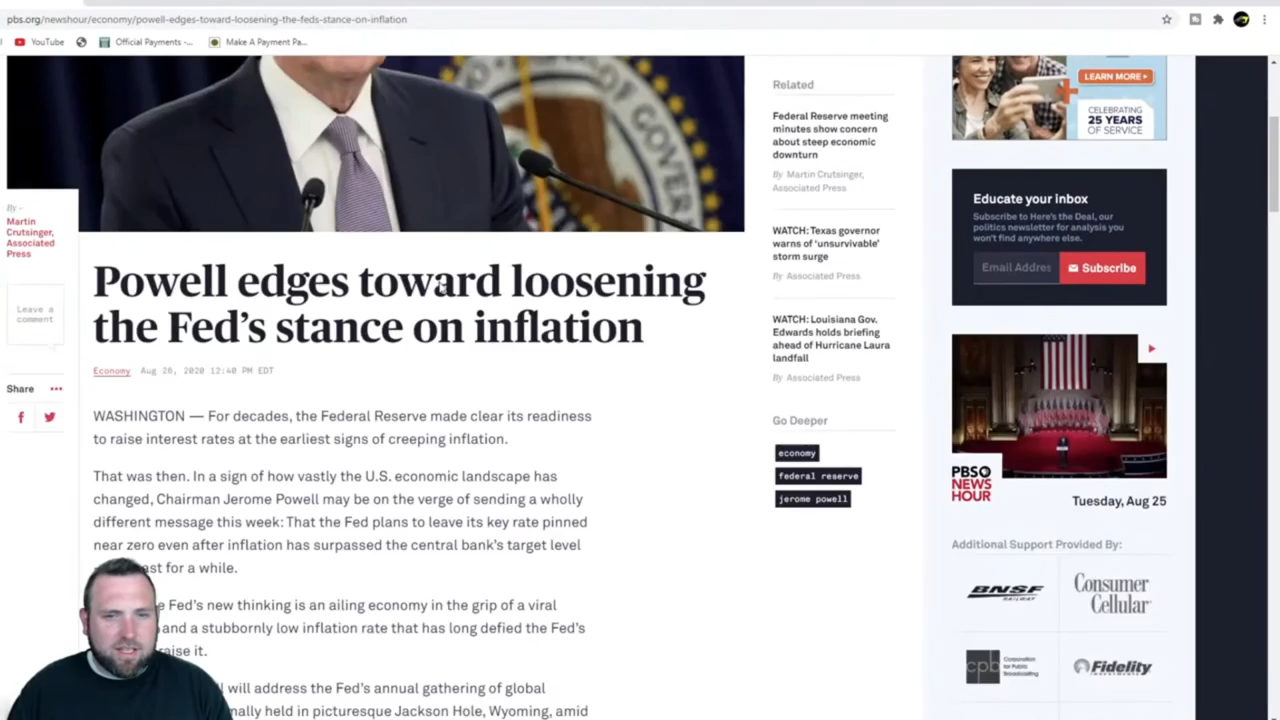 pbs.org/newshour/economy/powell-edges-toward-loosening-the-feds-stance-on-inflation
YouTube
Official Payments -...
Make A Payment Pa...
GOVERNO
By -
Martin
Crutsinger,
Associated
Press
Leave a
comment
Share
Powell edges toward loosening
the Fed's stance on inflation
Economy Aug 26, 2020 12:40 PM EDT
WASHINGTON — For decades, the Federal Reserve made clear its readiness
to raise interest rates at the earliest signs of creeping inflation.
That was then. In a sign of how vastly the U.S. economic landscape has
changed, Chairman Jerome Powell may be on the verge of sending a wholly
different message this week: That the Fed plans to leave its key rate pinned
near zero even after inflation has surpassed the central bank's target level
ast for a while.
e Fed's new thinking is an ailing economy in the grip of a viral
and a stubbornly low inflation rate that has long defied the Fed's
raise it.
will address the Fed's annual gathering of global
nally held in picturesque Jackson Hole, Wyoming, amid
Related
Federal Reserve meeting
minutes show concern
about steep economic
downturn
By Martin Crutsinger,
Associated Press
WATCH: Texas governor
warns of 'unsurvivable'
storm surge
By Associated Press
WATCH: Louisiana Gov.
Edwards holds briefing
ahead of Hurricane Laura
landfall
By Associated Press
Go Deeper
economy
federal reserve
jerome powell
LEARN MORE
CELEBRATING
25 YEARS
OF SERVICE
Educate your inbox
Subscribe to Here's the Deal, our
politics newsletter for analysis you
won't find anywhere else.
Email Addres
Subscribe
PBS
NEWS
HOUR
Tuesday, Aug 25
Additional Support Provided By:
BNSF
RAILWAY
Consumer
Cellular
cpb
Corporation
for Public
Broadcasting
Fidelity
INVESTMENTS